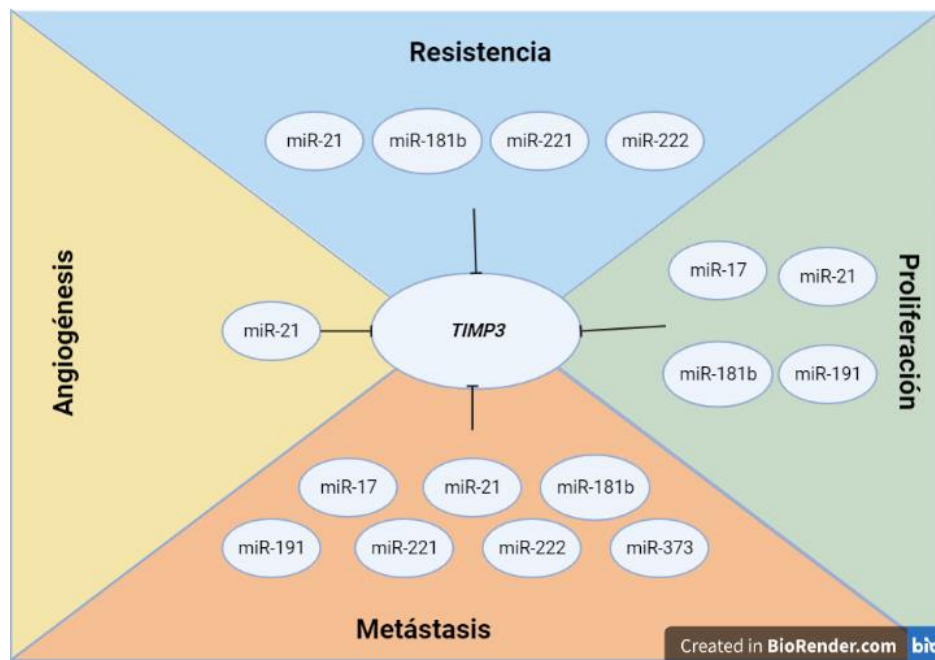 Resistencia
miR-21 miR-181b miR-221 miR-222
Angiogénesis
miR-21
TIMP3
miR-17 miR-21
miR-181b miR-191
Proliferación
miR-17 miR-21 miR-181b
miR-191 miR-221 miR-222 miR-373
Metástasis
Created in BioRender.com bio